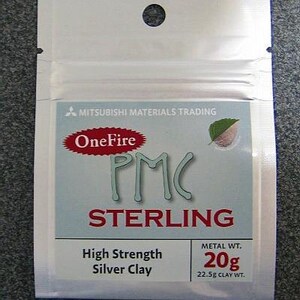 MITSUBISHI MATERIALS TRADING
OneFire
PMC
STERLING
High Strength
Silver Clay
METAL WT.
20g
22.5g CLAY WT.